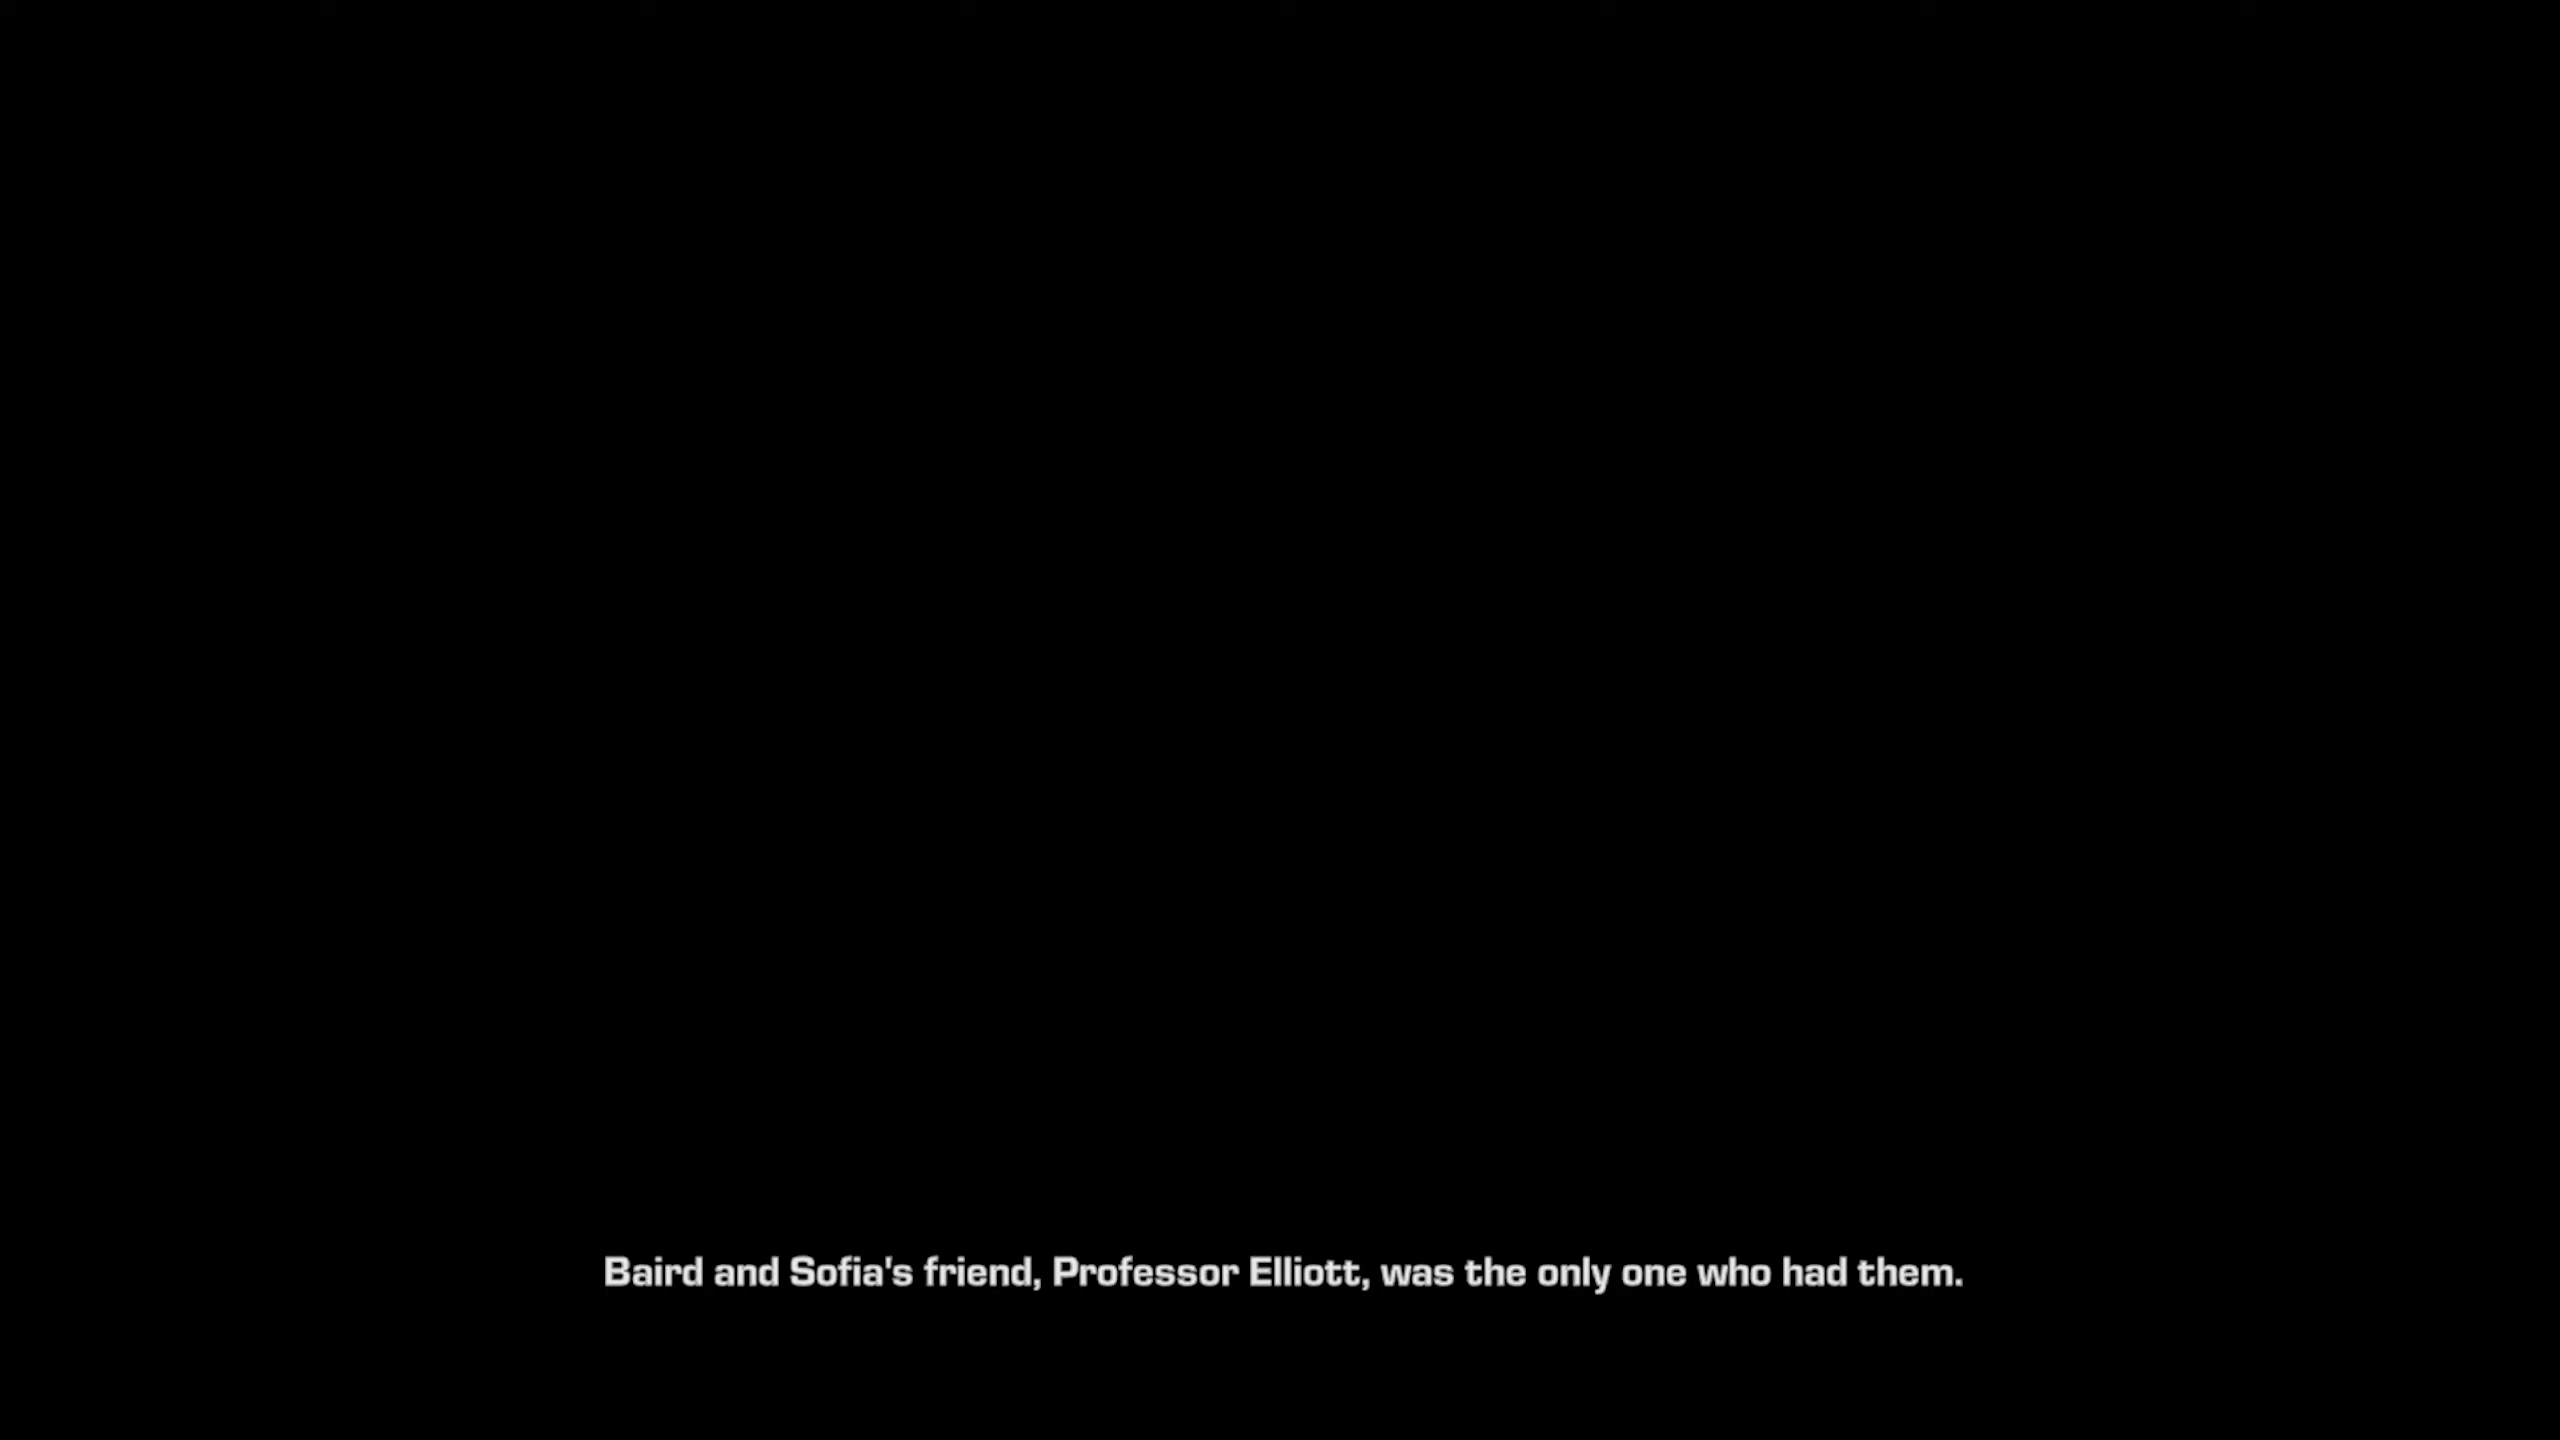 Baird and Sofia's friend, Professor Elliott, was the only one who had them.